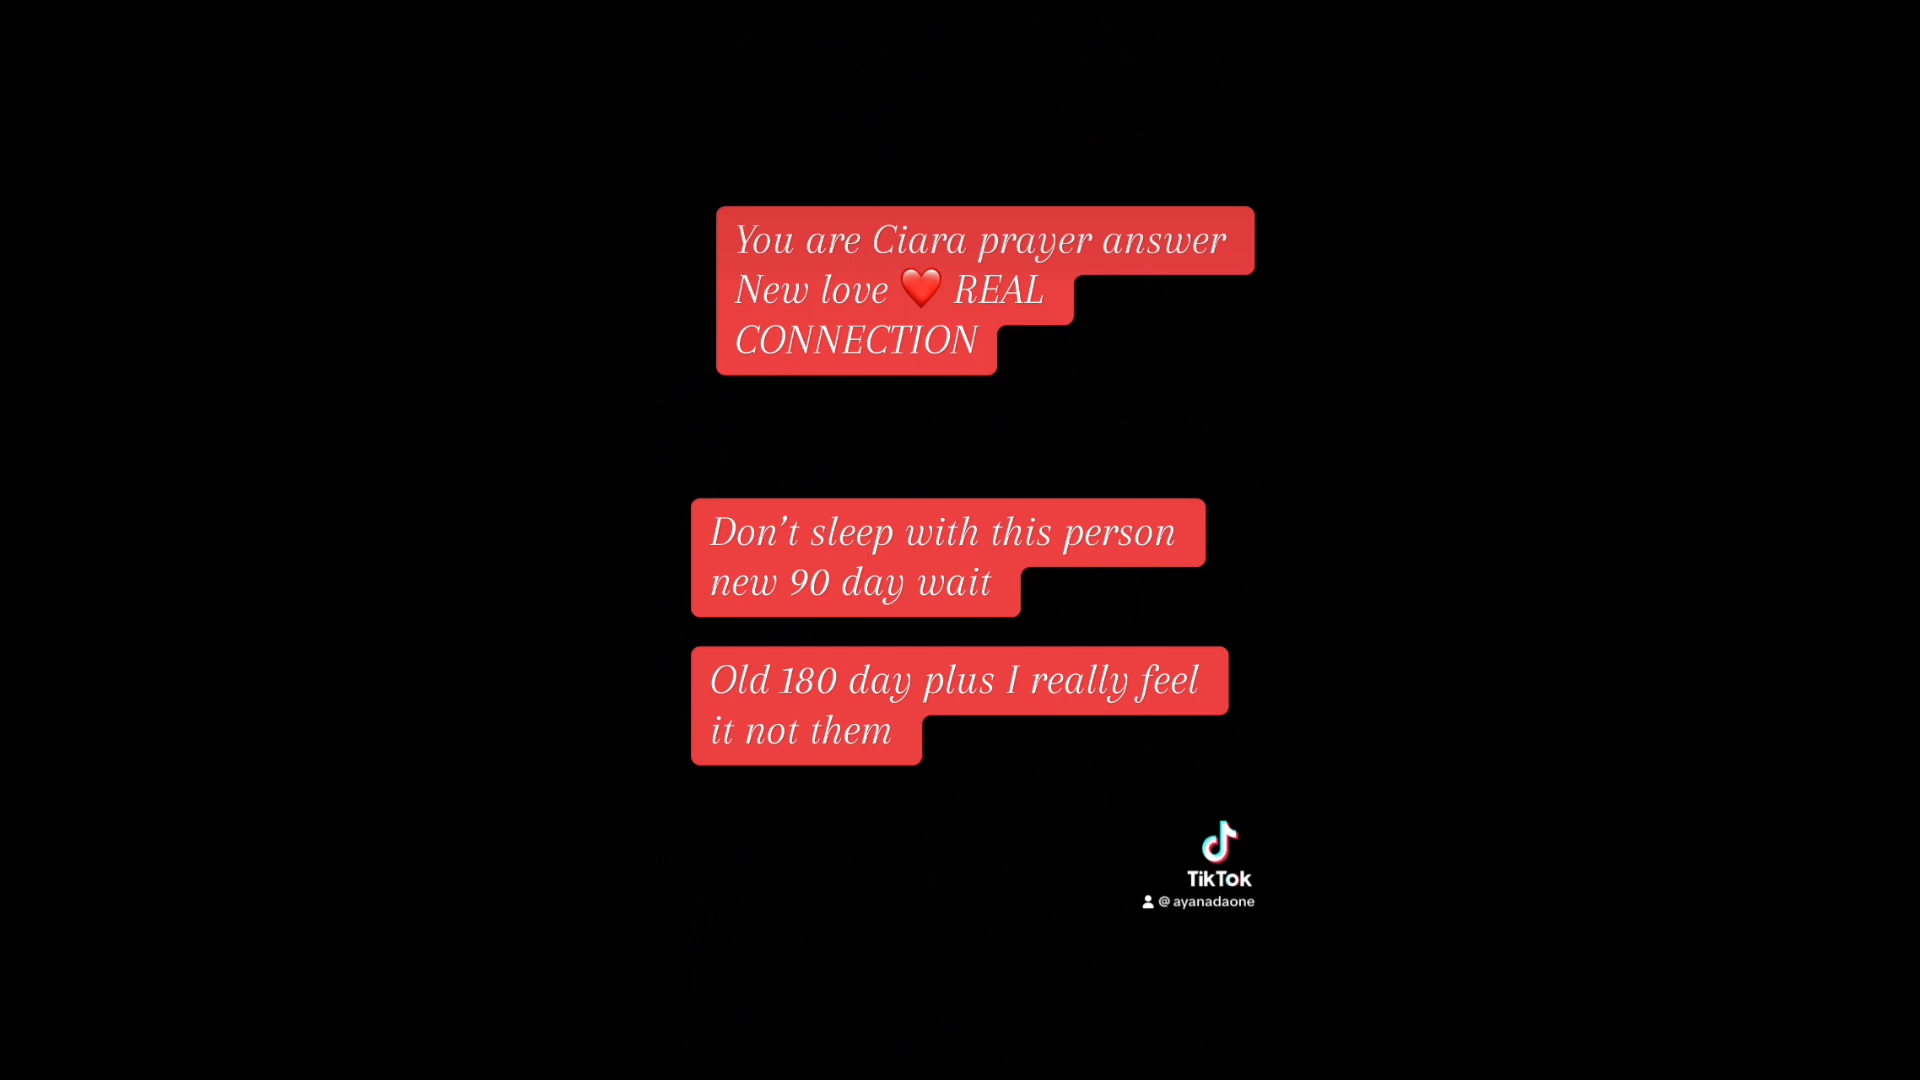 You are Ciara prayer answer
New love ❤️ REAL
CONNECTION
Don’t sleep with this person
new 90 day wait
Old 180 day plus I really feel
it not them
TikTok
@ayanadaone